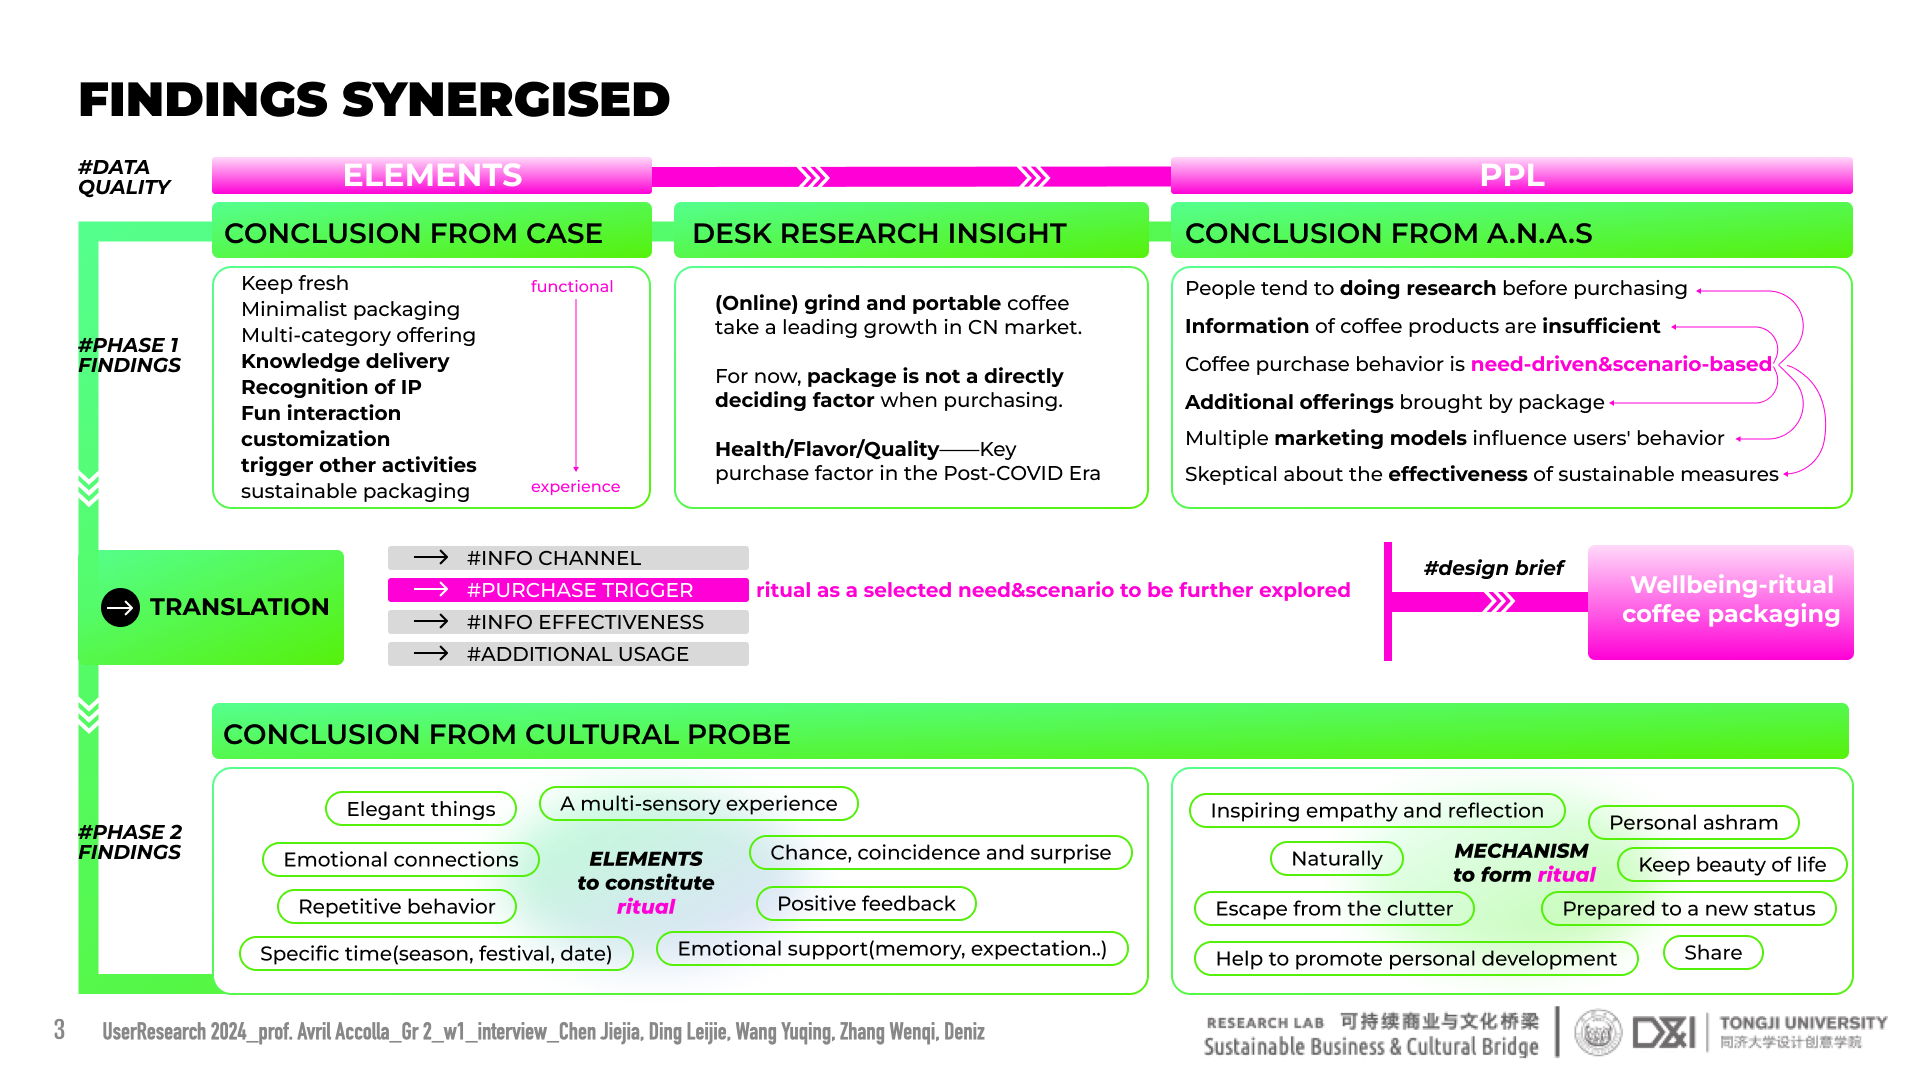 FINDINGS SYNERGISED
#DATA
QUALITY
ELEMENTS
PPL
CONCLUSION FROM CASE
DESK RESEARCH INSIGHT
CONCLUSION FROM A.N.A.S
#PHASE 1
FINDINGS
Keep fresh
Minimalist packaging
Multi-category offering
Knowledge delivery
Recognition of IP
Fun interaction
customization
trigger other activities
sustainable packaging
functional
experience
(Online) grind and portable coffee
take a leading growth in CN market.
For now, package is not a directly
deciding factor when purchasing.
Health/Flavor/Quality——Key
purchase factor in the Post-COVID Era
People tend to doing research before purchasing
Information of coffee products are insufficient
Coffee purchase behavior is need-driven&scenario-based
Additional offerings brought by package
Multiple marketing models influence users' behavior
Skeptical about the effectiveness of sustainable measures
TRANSLATION
#INFO CHANNEL
#PURCHASE TRIGGER
ritual as a selected need&scenario to be further explored
#INFO EFFECTIVENESS
#ADDITIONAL USAGE
#design brief
Wellbeing-ritual
coffee packaging
CONCLUSION FROM CULTURAL PROBE
#PHASE 2
FINDINGS
Elegant things
A multi-sensory experience
Emotional connections
Chance, coincidence and surprise
ELEMENTS
to constitute
ritual
Repetitive behavior
Positive feedback
Specific time(season, festival, date)
Emotional support(memory, expectation..)
Inspiring empathy and reflection
Personal ashram
Naturally
MECHANISM
to form ritual
Keep beauty of life
Escape from the clutter
Prepared to a new status
Help to promote personal development
Share
3
UserResearch 2024_prof. Avril Accolla_Gr 2_w1_interview_Chen Jiejia, Ding Leijie, Wang Yuqing, Zhang Wenqi, Deniz
RESEARCH LAB 可持续商业与文化桥梁
Sustainable Business & Cultural Bridge
D&I
TONGJI UNIVERSITY
同济大学设计创意学院